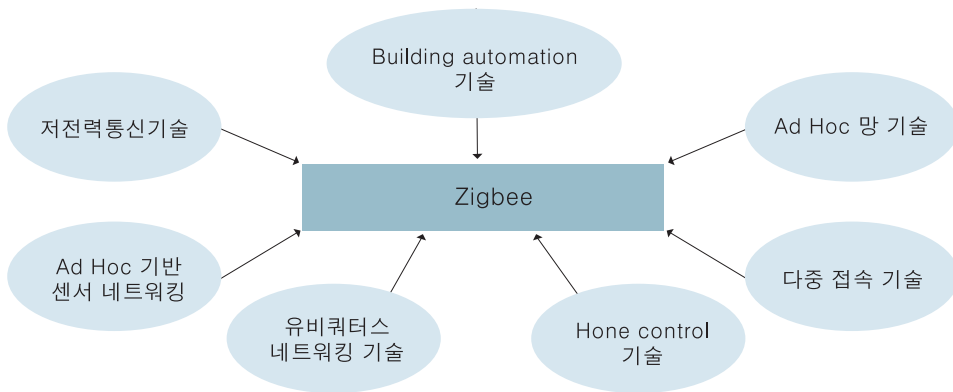 Building automation
기술
저전력통신기술
Ad Hoc 망 기술
Zigbee
Ad Hoc 기반
센서 네트워킹
다중 접속 기술
유비쿼터스
네트워킹 기술
Hone control
기술